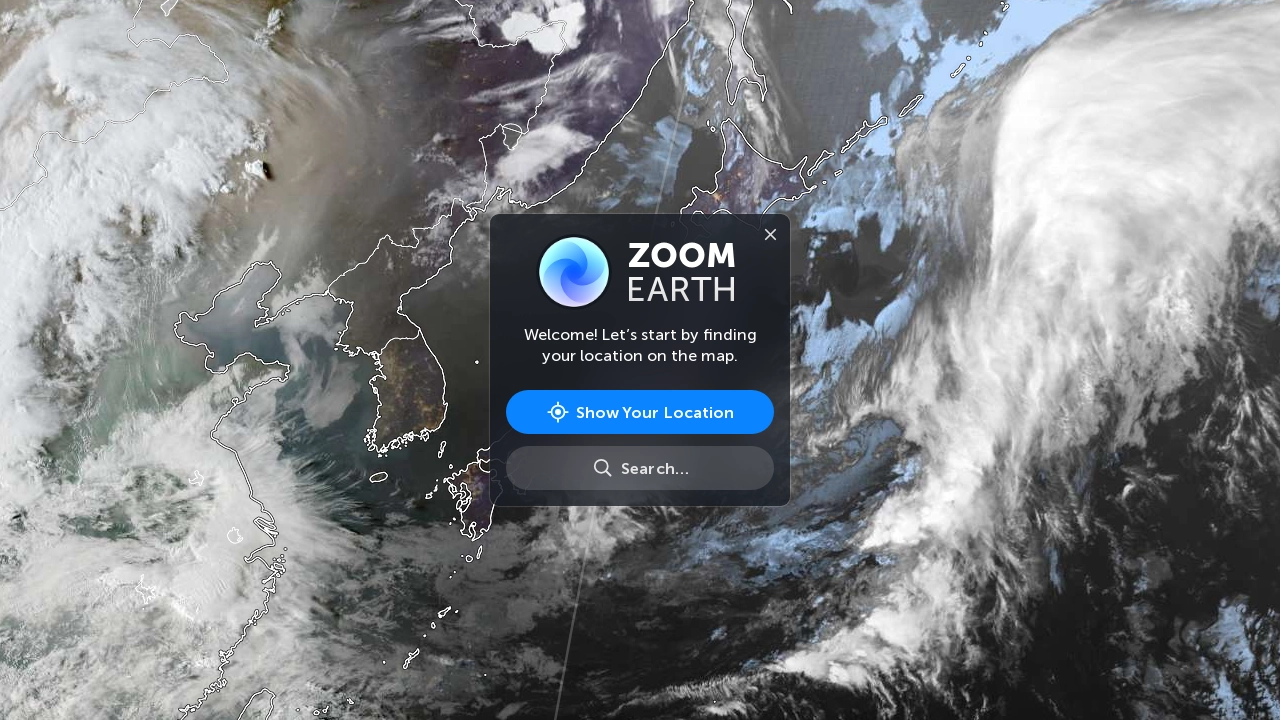 ZOOM
EARTH
Welcome! Let’s start by finding
your location on the map.
Show Your Location
Search…